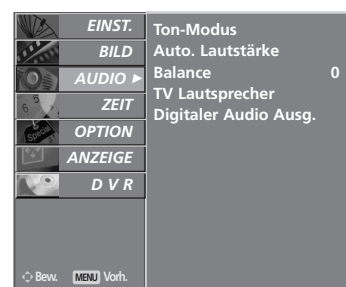 EINST.
BILD
AUDIO ►
ZEIT
OPTION
ANZEIGE
D V R
Ton-Modus
Auto. Lautstärke
Balance 0
TV Lautsprecher
Digitaler Audio Ausg.
Bew. MENU Vorh.